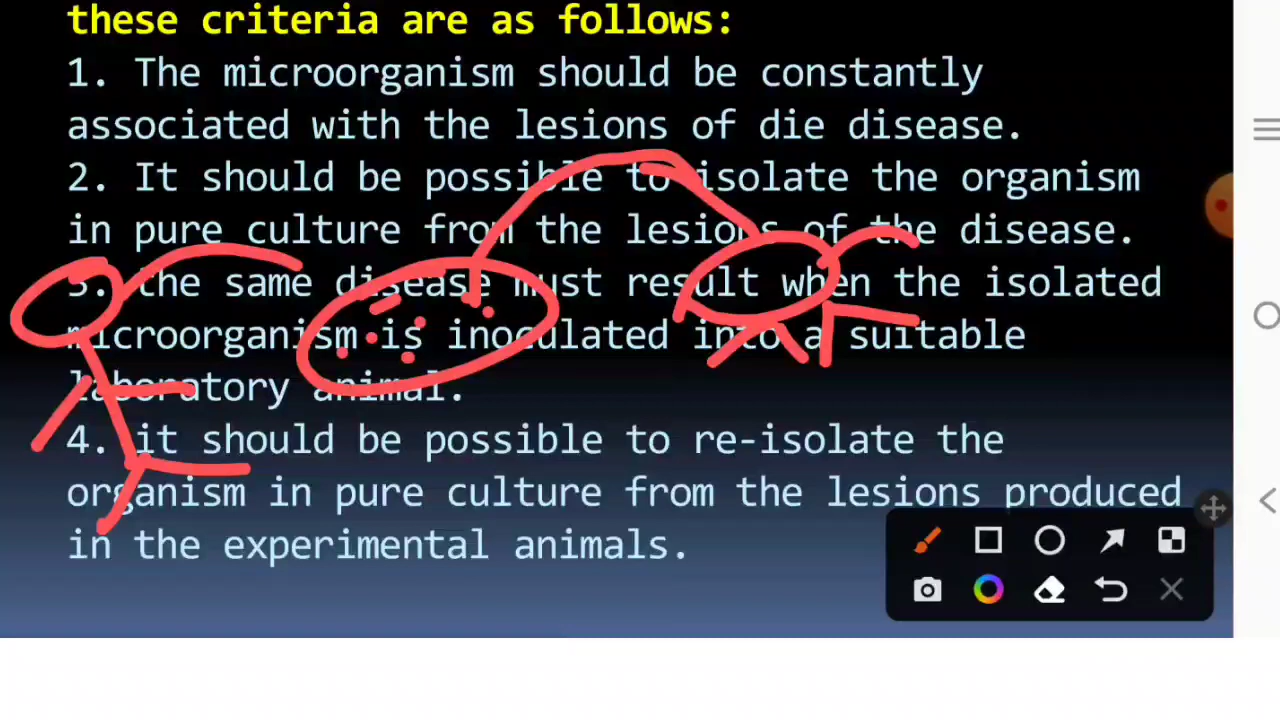 these criteria are as follows:
1. The microorganism should be constantly
associated with the lesions of die disease.
2. It should be possible to isolate the organism
in pure culture from the lesions of the disease.
3. the same disease must result when the isolated
microorganism is inoculated into a suitable
laboratory animal.
4. it should be possible to re-isolate the
organism in pure culture from the lesions produced
in the experimental animals.